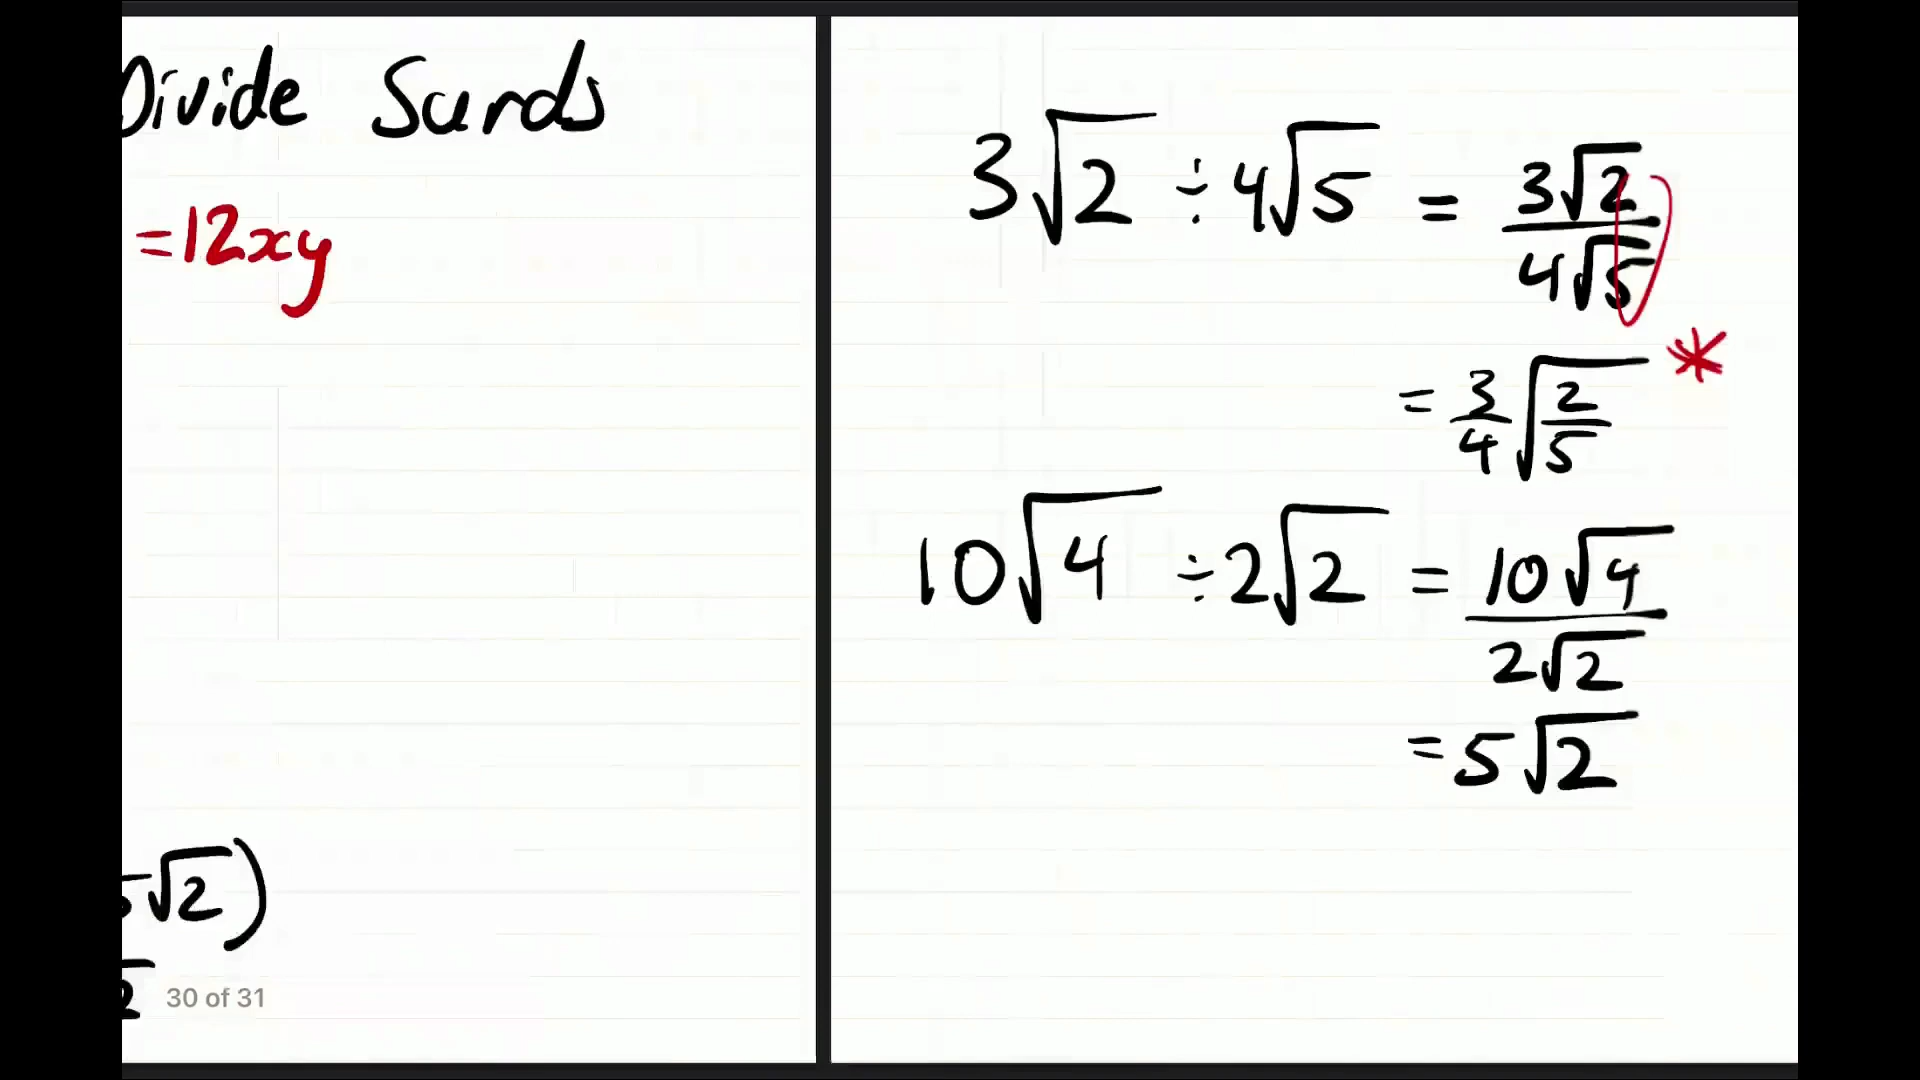 Divide Surds
=12xy
√2)
30 of 31
3√2 ÷ 4√5 = 3√2/4√5
*
= 3/4 √2/5
10√4 ÷ 2√2 = 10√4/2√2
= 5√2